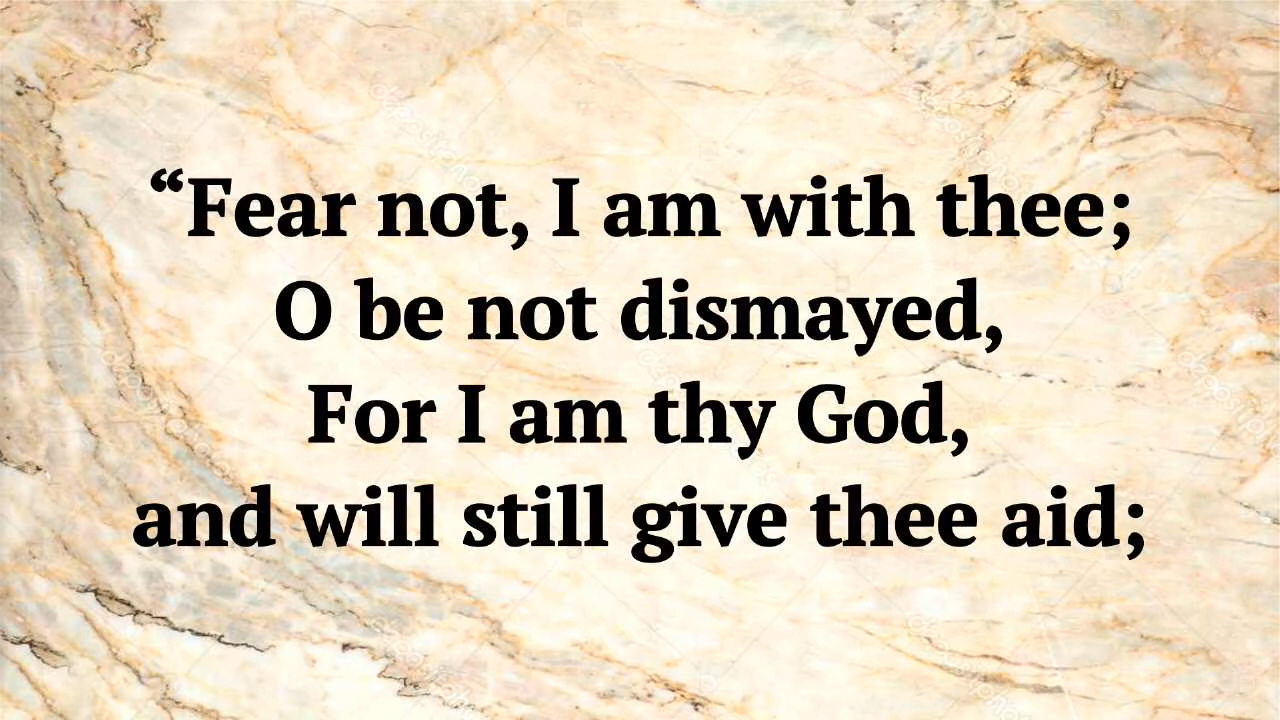 “Fear not, I am with thee;
O be not dismayed,
For I am thy God,
and will still give thee aid;